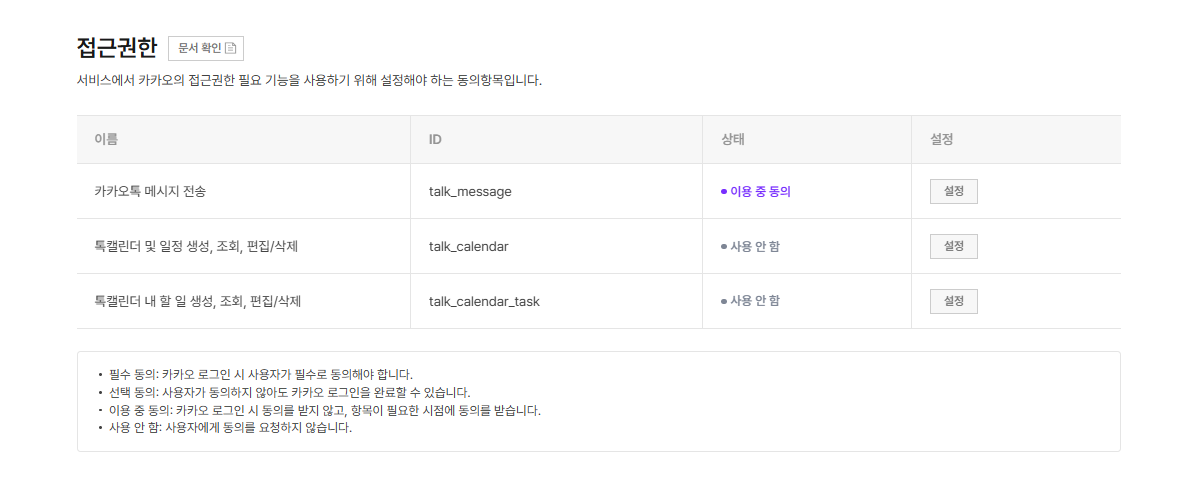 접근권한 문서 확인
서비스에서 카카오의 접근권한 필요 기능을 사용하기 위해 설정해야 하는 동의항목입니다.
이름 ID 상태 설정
카카오톡 메시지 전송 talk_message 이용 중 동의 설정
톡캘린더 및 일정 생성, 조회, 편집/삭제 talk_calendar 사용 안 함 설정
톡캘린더 내 할 일 생성, 조회, 편집/삭제 talk_calendar_task 사용 안 함 설정
• 필수 동의: 카카오 로그인 시 사용자가 필수로 동의해야 합니다.
• 선택 동의: 사용자가 동의하지 않아도 카카오 로그인을 완료할 수 있습니다.
• 이용 중 동의: 카카오 로그인 시 동의를 받지 않고, 항목이 필요한 시점에 동의를 받습니다.
• 사용 안 함: 사용자에게 동의를 요청하지 않습니다.